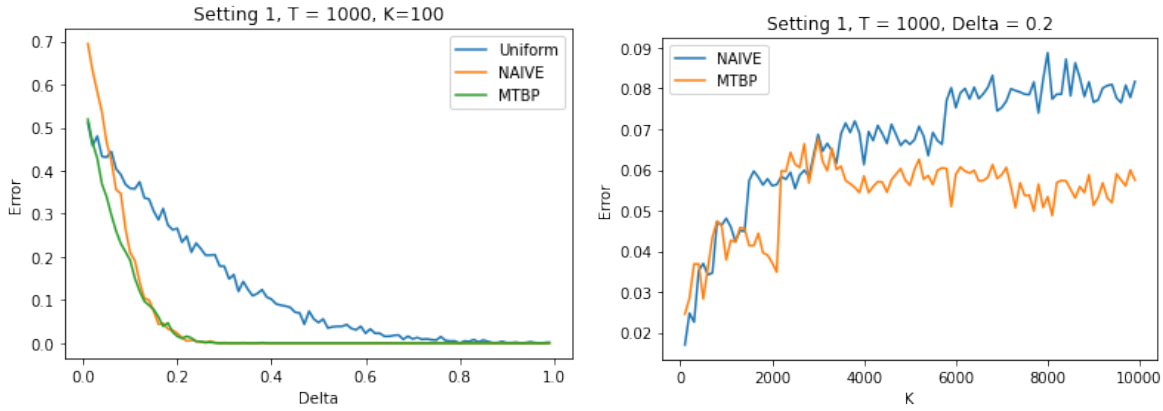 Setting 1, T = 1000, K=100
0.7
0.6
0.5
0.4
0.3
0.2
0.1
0.0
Error
Uniform
NAIVE
MTBP
0.0 0.2 0.4 0.6 0.8 1.0
Delta
Setting 1, T = 1000, Delta = 0.2
0.09
0.08
0.07
0.06
0.05
0.04
0.03
0.02
Error
NAIVE
MTBP
0 2000 4000 6000 8000 10000
K